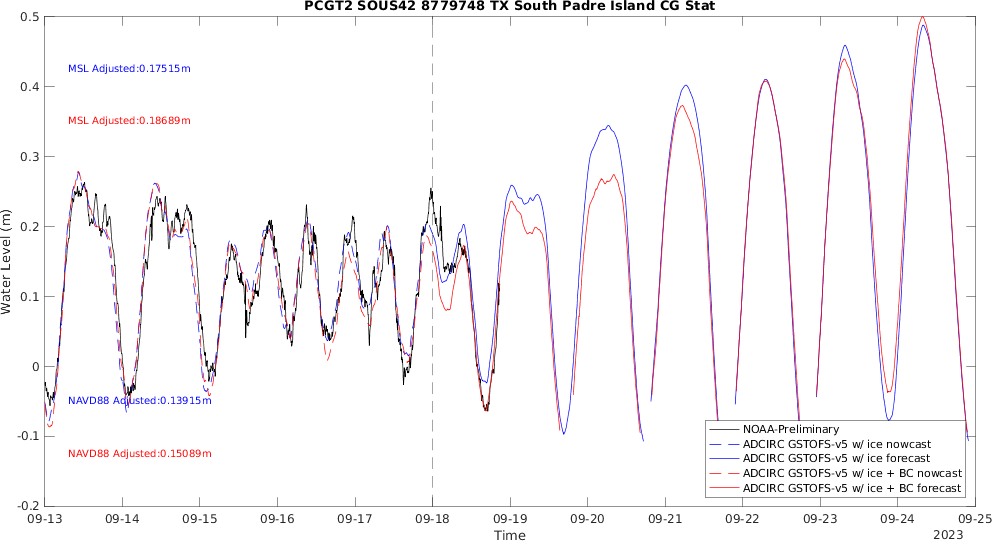 PCGT2 SOUS42 8779748 TX South Padre Island CG Stat
0.5
0.4
0.3
0.2
0.1
0
-0.1
-0.2
Water Level (m)
MSL Adjusted:0.17515m
MSL Adjusted:0.18689m
NAVD88 Adjusted:0.13915m
NAVD88 Adjusted:0.15089m
NOAA-Preliminary
ADCIRC GSTOFS-v5 w/ ice nowcast
ADCIRC GSTOFS-v5 w/ ice forecast
ADCIRC GSTOFS-v5 w/ ice + BC nowcast
ADCIRC GSTOFS-v5 w/ ice + BC forecast
09-13 09-14 09-15 09-16 09-17 09-18 09-19 09-20 09-21 09-22 09-23 09-24 09-25
Time
2023